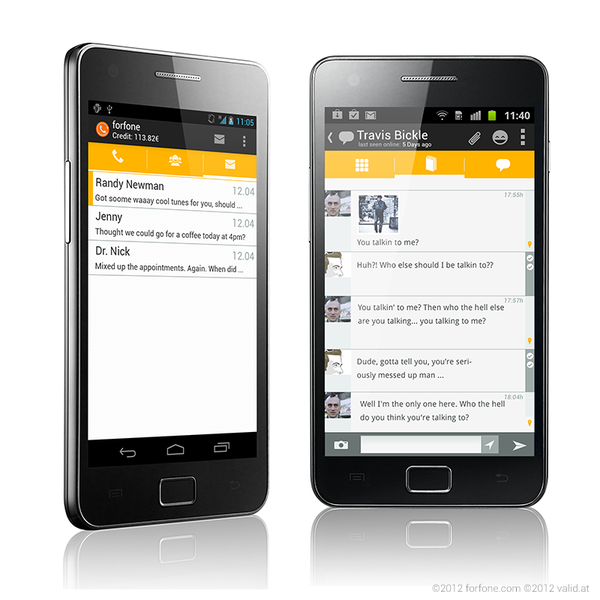 11:05
forfone
Credit: 113.82€
Randy Newman
12.04
Got soome waaay cool tunes for you, should ...
Jenny
12.04
Thought we could go for a coffee today at 4pm?
Dr. Nick
12.04
Mixed up the appointments. Again. When did ...
11:40
Travis Bickle
last seen online: 5 Days ago
17:55h
You talkin to me?
Huh?! Who else should I be talkin to??
17:57h
You talkin' to me? Then who the hell else
are you talking... you talking to me?
Dude, gotta tell you, you're seri-
ously messed up man ...
18:04h
Well I'm the only one here. Who the hell
do you think you're talking to?
©2012 forfone.com ©2012 valid.at